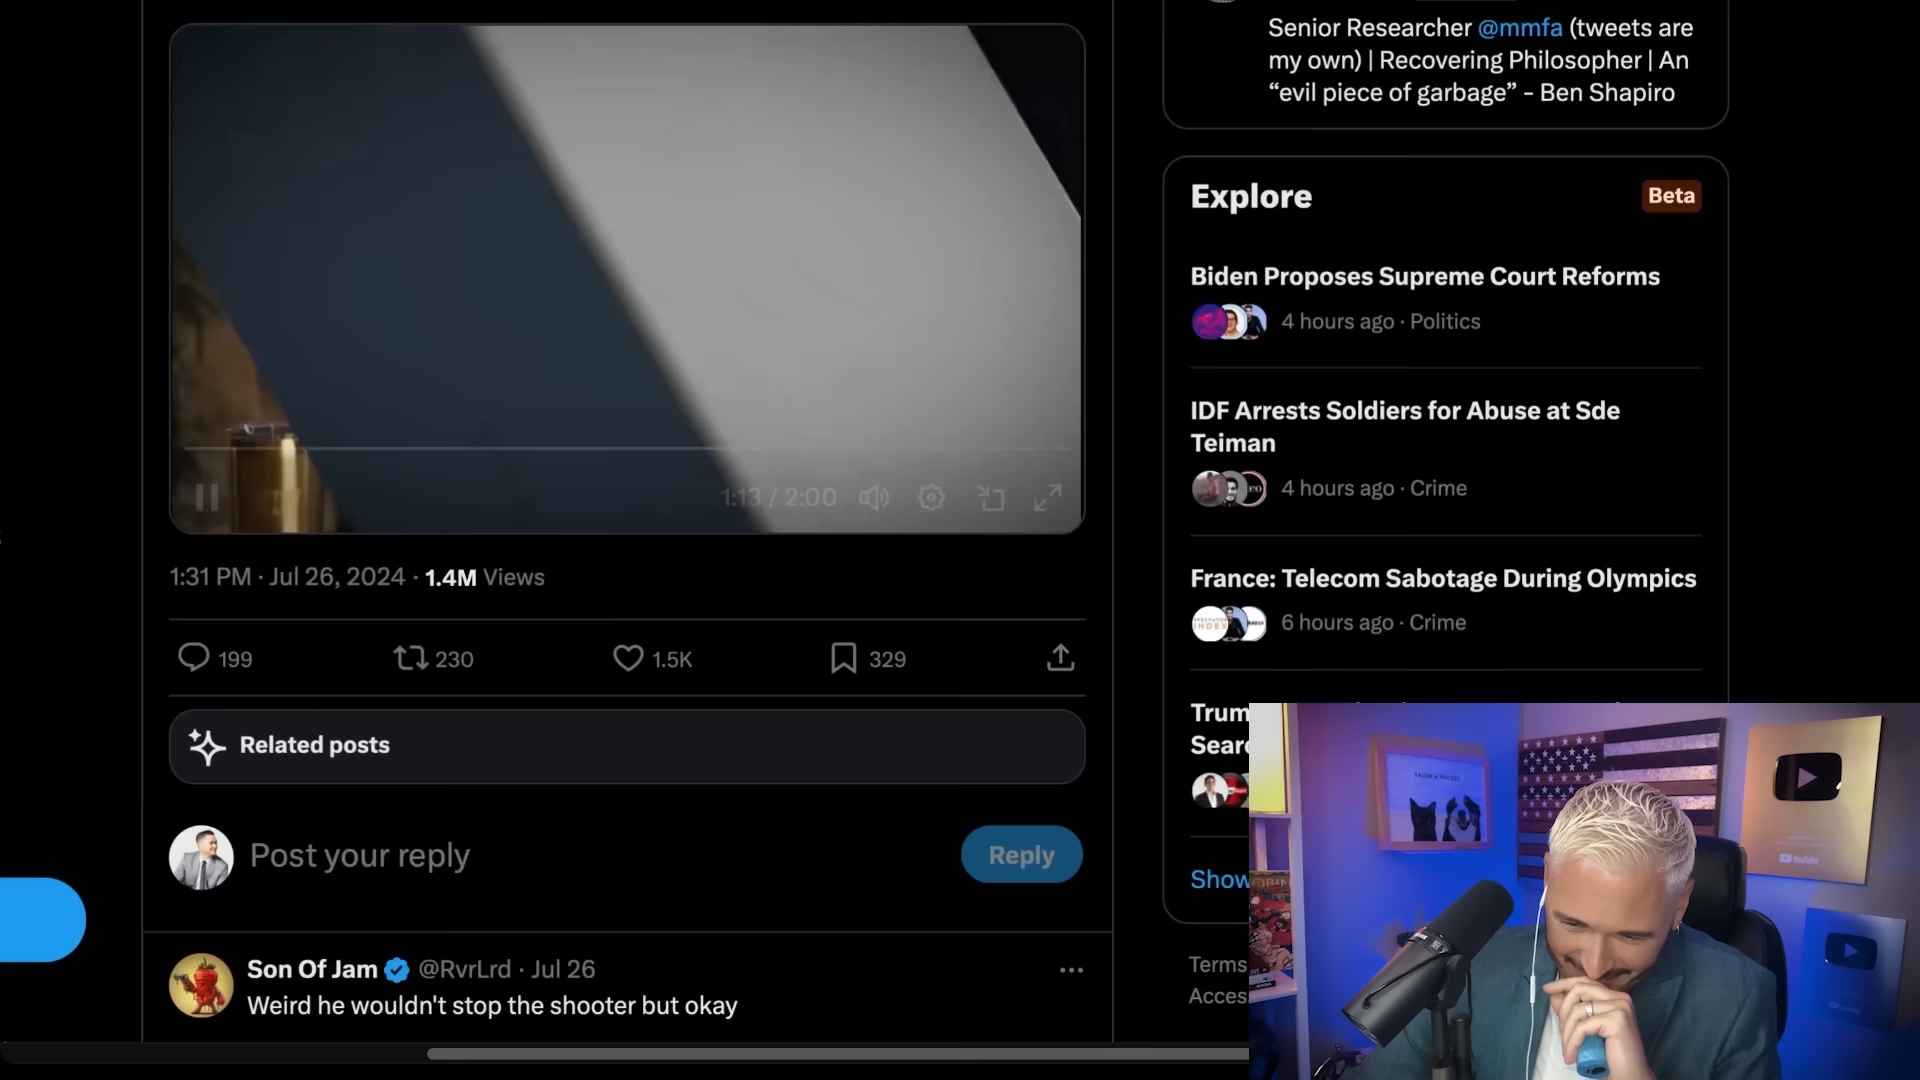 Senior Researcher @mmfa (tweets are
my own) | Recovering Philosopher | An
“evil piece of garbage” - Ben Shapiro
Explore
Beta
Biden Proposes Supreme Court Reforms
4 hours ago · Politics
IDF Arrests Soldiers for Abuse at Sde
Teiman
4 hours ago · Crime
France: Telecom Sabotage During Olympics
6 hours ago · Crime
Trum
Sear
Show
Terms
Acces
1:13 / 2:00
1:31 PM · Jul 26, 2024 · 1.4M Views
199
230
1.5K
329
Related posts
Post your reply
Reply
Son Of Jam @RvrLrd · Jul 26
Weird he wouldn't stop the shooter but okay
YouTube